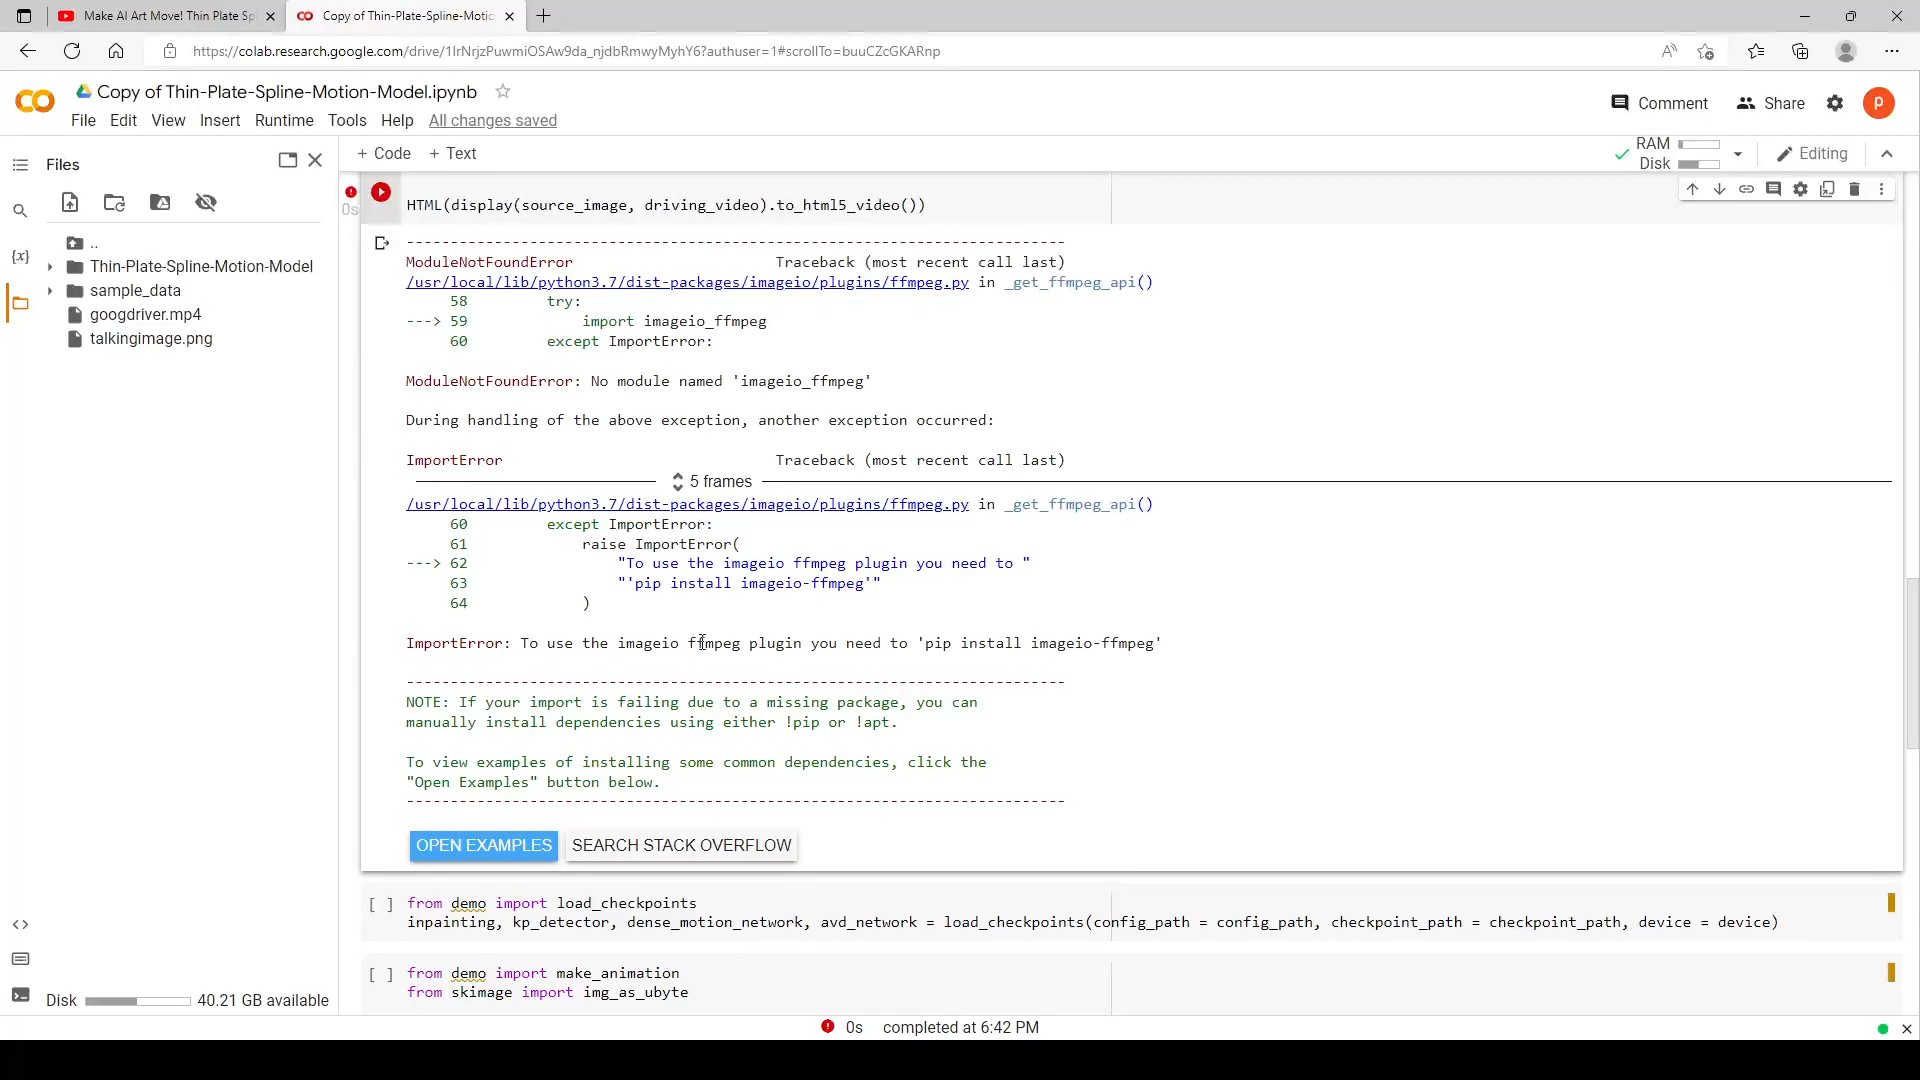 Make AI Art Move! Thin Plate Sp
Copy of Thin-Plate-Spline-Motio
https://colab.research.google.com/drive/1IrNrjzPuwmiOSAw9da_njdbRmwyMyhY6?authuser=1#scrollTo=buuCZcGKARnp
Copy of Thin-Plate-Spline-Motion-Model.ipynb
Comment
Share
p
File Edit View Insert Runtime Tools Help All changes saved
Files
+ Code + Text
RAM
Disk
Editing
0s
HTML(display(source_image, driving_video).to_html5_video())
..
Thin-Plate-Spline-Motion-Model
sample_data
googdriver.mp4
talkingimage.png
{x}
---------------------------------------------------------------------------
ModuleNotFoundError Traceback (most recent call last)
/usr/local/lib/python3.7/dist-packages/imageio/plugins/ffmpeg.py in _get_ffmpeg_api()
58 try:
---> 59 import imageio_ffmpeg
60 except ImportError:
ModuleNotFoundError: No module named 'imageio_ffmpeg'
During handling of the above exception, another exception occurred:
ImportError Traceback (most recent call last)
5 frames
/usr/local/lib/python3.7/dist-packages/imageio/plugins/ffmpeg.py in _get_ffmpeg_api()
60 except ImportError:
61 raise ImportError(
---> 62 "To use the imageio ffmpeg plugin you need to "
63 "'pip install imageio-ffmpeg'"
64 )
ImportError: To use the imageio ffmpeg plugin you need to 'pip install imageio-ffmpeg'
---------------------------------------------------------------------------
NOTE: If your import is failing due to a missing package, you can
manually install dependencies using either !pip or !apt.
To view examples of installing some common dependencies, click the
"Open Examples" button below.
---------------------------------------------------------------------------
OPEN EXAMPLES SEARCH STACK OVERFLOW
[ ] from demo import load_checkpoints
inpainting, kp_detector, dense_motion_network, avd_network = load_checkpoints(config_path = config_path, checkpoint_path = checkpoint_path, device = device)
[ ] from demo import make_animation
from skimage import img_as_ubyte
Disk 40.21 GB available
0s completed at 6:42 PM